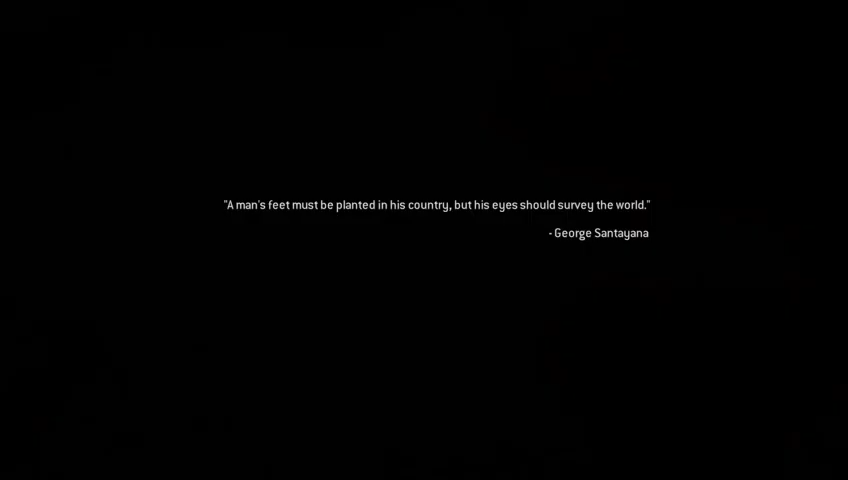 "A man's feet must be planted in his country, but his eyes should survey the world."
- George Santayana